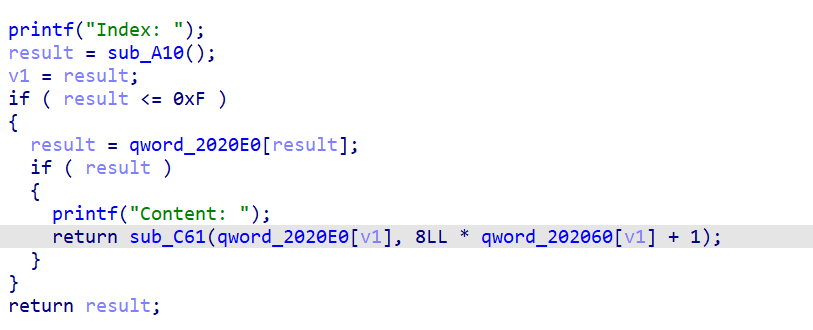 printf("Index: ");
result = sub_A10();
v1 = result;
if ( result <= 0xF )
{
  result = qword_2020E0[result];
  if ( result )
  {
    printf("Content: ");
    return sub_C61(qword_2020E0[v1], 8LL * qword_202060[v1] + 1);
  }
}
return result;